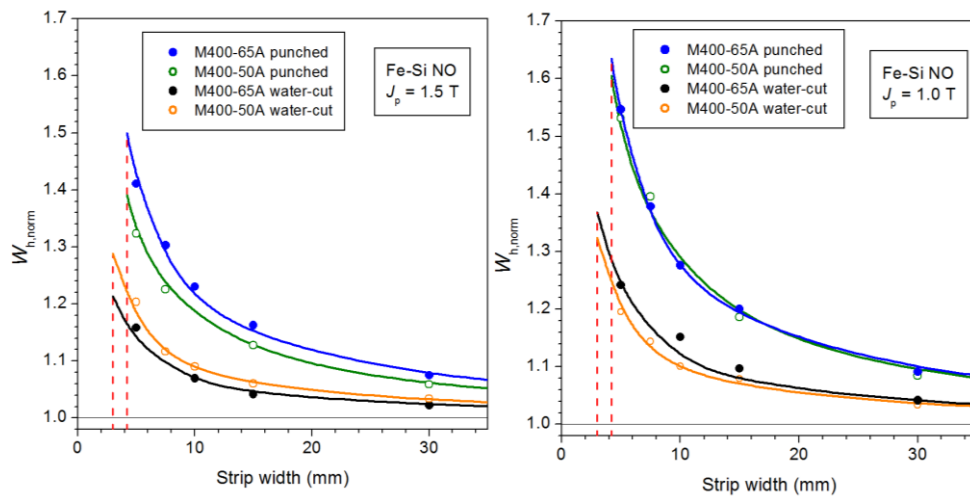 M400-65A punched
M400-50A punched
M400-65A water-cut
M400-50A water-cut
Fe-Si NO
Jp = 1.5 T
1.7
1.6
1.5
1.4
1.3
1.2
1.1
1.0
Wh,norm
0 10 20 30
Strip width (mm)
M400-65A punched
M400-50A punched
M400-65A water-cut
M400-50A water-cut
Fe-Si NO
Jp = 1.0 T
1.7
1.6
1.5
1.4
1.3
1.2
1.1
1.0
Wh,norm
0 10 20 30
Strip width (mm)